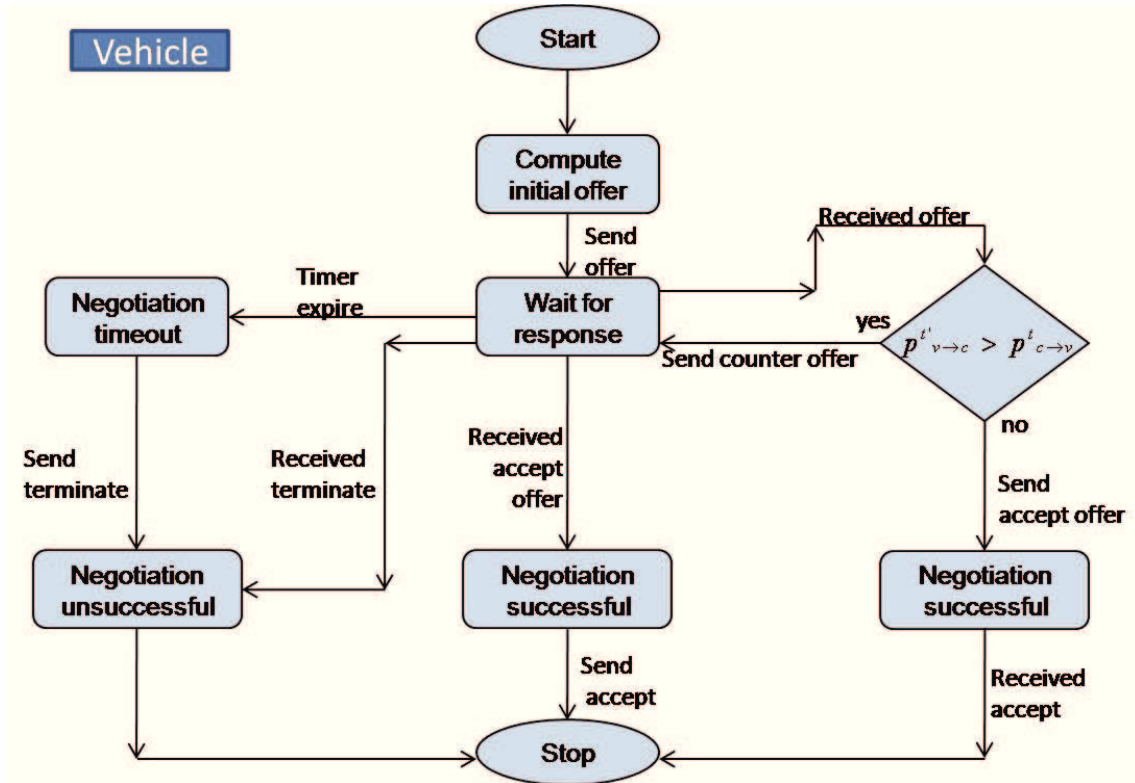 Vehicle
Start
Compute
initial offer
Send
offer
Received offer
Timer
expire
Negotiation
timeout
Wait for
response
yes
p^{t'}_{v→c} > p^{t}_{c→v}
Send counter offer
no
Send
terminate
Received
terminate
Received
accept
offer
Send
accept offer
Negotiation
unsuccessful
Negotiation
successful
Negotiation
successful
Send
accept
Received
accept
Stop